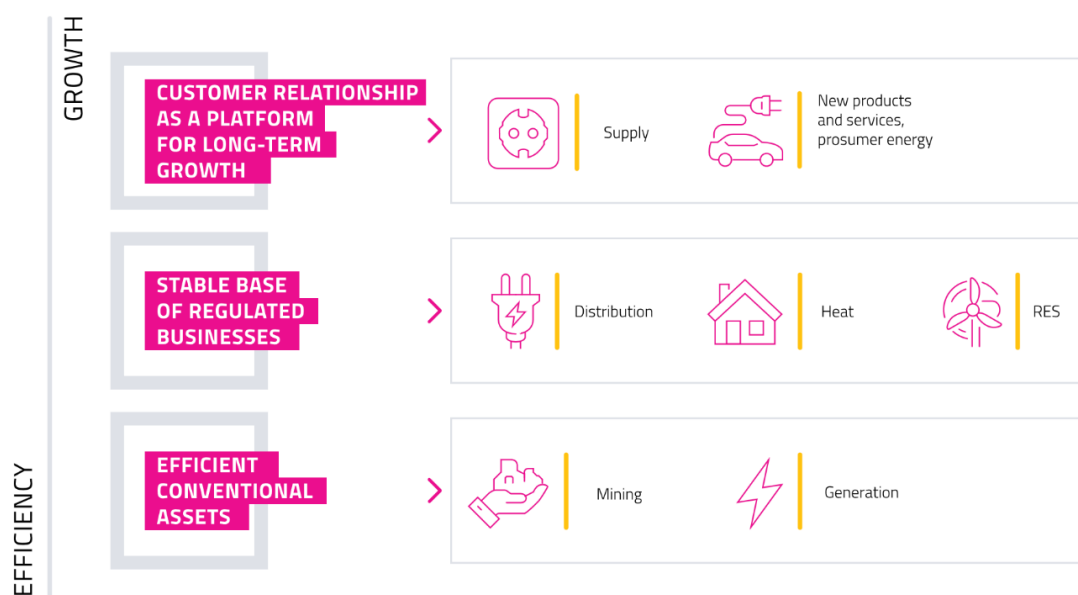 GROWTH
CUSTOMER RELATIONSHIP
AS A PLATFORM
FOR LONG-TERM
GROWTH
Supply
New products
and services,
prosumer energy
STABLE BASE
OF REGULATED
BUSINESSES
Distribution
Heat
RES
EFFICIENCY
EFFICIENT
CONVENTIONAL
ASSETS
Mining
Generation